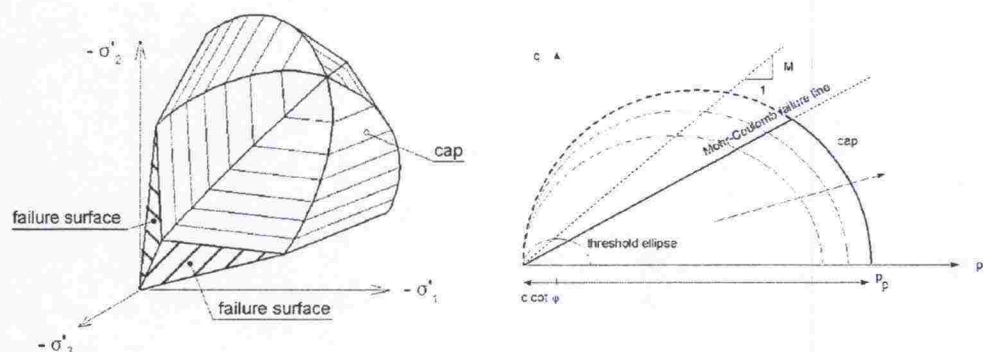 - σ'₂
failure surface
cap
failure surface
- σ'₁
- σ'₃
q
M
1
Mohr-Coulomb failure line
cap
threshold ellipse
p
c cot φ
pₚ